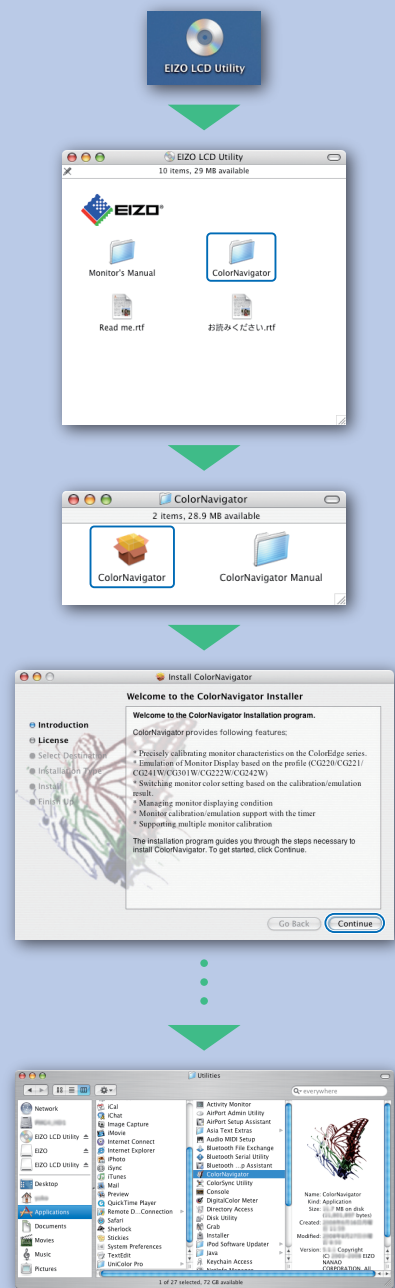 EIZO LCD Utility
EIZO LCD Utility
10 items, 29 MB available
EIZO®
Monitor's Manual
ColorNavigator
Read me.rtf
お読みください.rtf
ColorNavigator
2 items, 28.9 MB available
ColorNavigator
ColorNavigator Manual
Install ColorNavigator
Welcome to the ColorNavigator Installer
Introduction
License
Select Destination
Installation Type
Install
Finish Up
Welcome to the ColorNavigator Installation program.
ColorNavigator provides following features;
* Precisely calibrating monitor characteristics on the ColorEdge series.
* Emulation of Monitor Display based on the profile (CG220/CG221/
CG241W/CG301W/CG222W/CG242W)
* Switching monitor color setting based on the calibration/emulation
result.
* Managing monitor displaying condition
* Monitor calibration/emulation support with the timer
* Supporting multiple monitor calibration
The installation program guides you through the steps necessary to
install ColorNavigator. To get started, click Continue.
Go Back
Continue
Utilities
everywhere
Network
EIZO LCD Utility
EIZO
EIZO LCD Utility
Desktop
Applications
Documents
Movies
Music
Pictures
iCal
iChat
Image Capture
iMovie
Internet Connect
Internet Explorer
iPhoto
iSync
iTunes
Mail
Preview
QuickTime Player
Remote D...Connection
Safari
Sherlock
Stickies
System Preferences
TextEdit
UniColor Pro
Activity Monitor
AirPort Admin Utility
AirPort Setup Assistant
Asia Text Extras
Audio MIDI Setup
Bluetooth File Exchange
Bluetooth Serial Utility
Bluetooth ...p Assistant
ColorNavigator
ColorSync Utility
Console
DigitalColor Meter
Directory Access
Disk Utility
Grab
Installer
iPod Software Updater
Java
Keychain Access
Name: ColorNavigator
Kind: Application
Size: MB on disk
bytes)
Created:
Modified:
Version: Copyright
EIZO
NANAO
CORPORATION, All
1 of 27 selected, 72 GB available